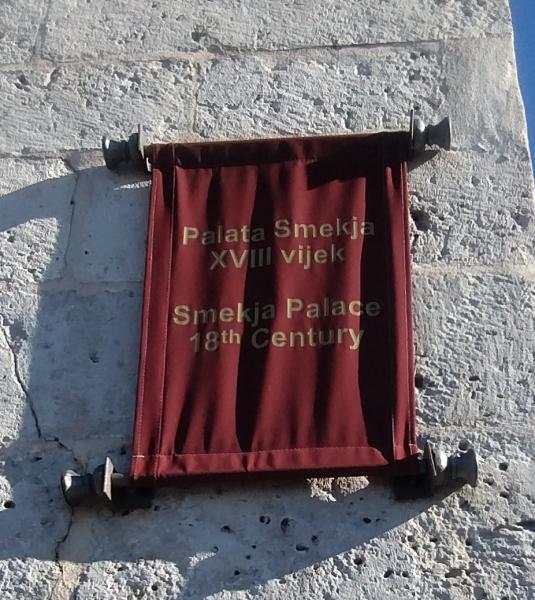 Palata Smekja
XVIII vijek
Smekja Palace
18th Century